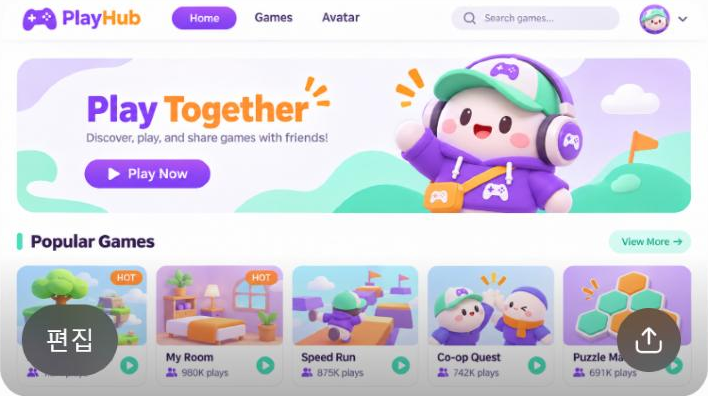 PlayHub
Home
Games
Avatar
Search games...
Play Together
Discover, play, and share games with friends!
Play Now
Popular Games
View More →
HOT
HOT
편집
My Room
980K plays
Speed Run
875K plays
Co-op Quest
742K plays
Puzzle
691K plays